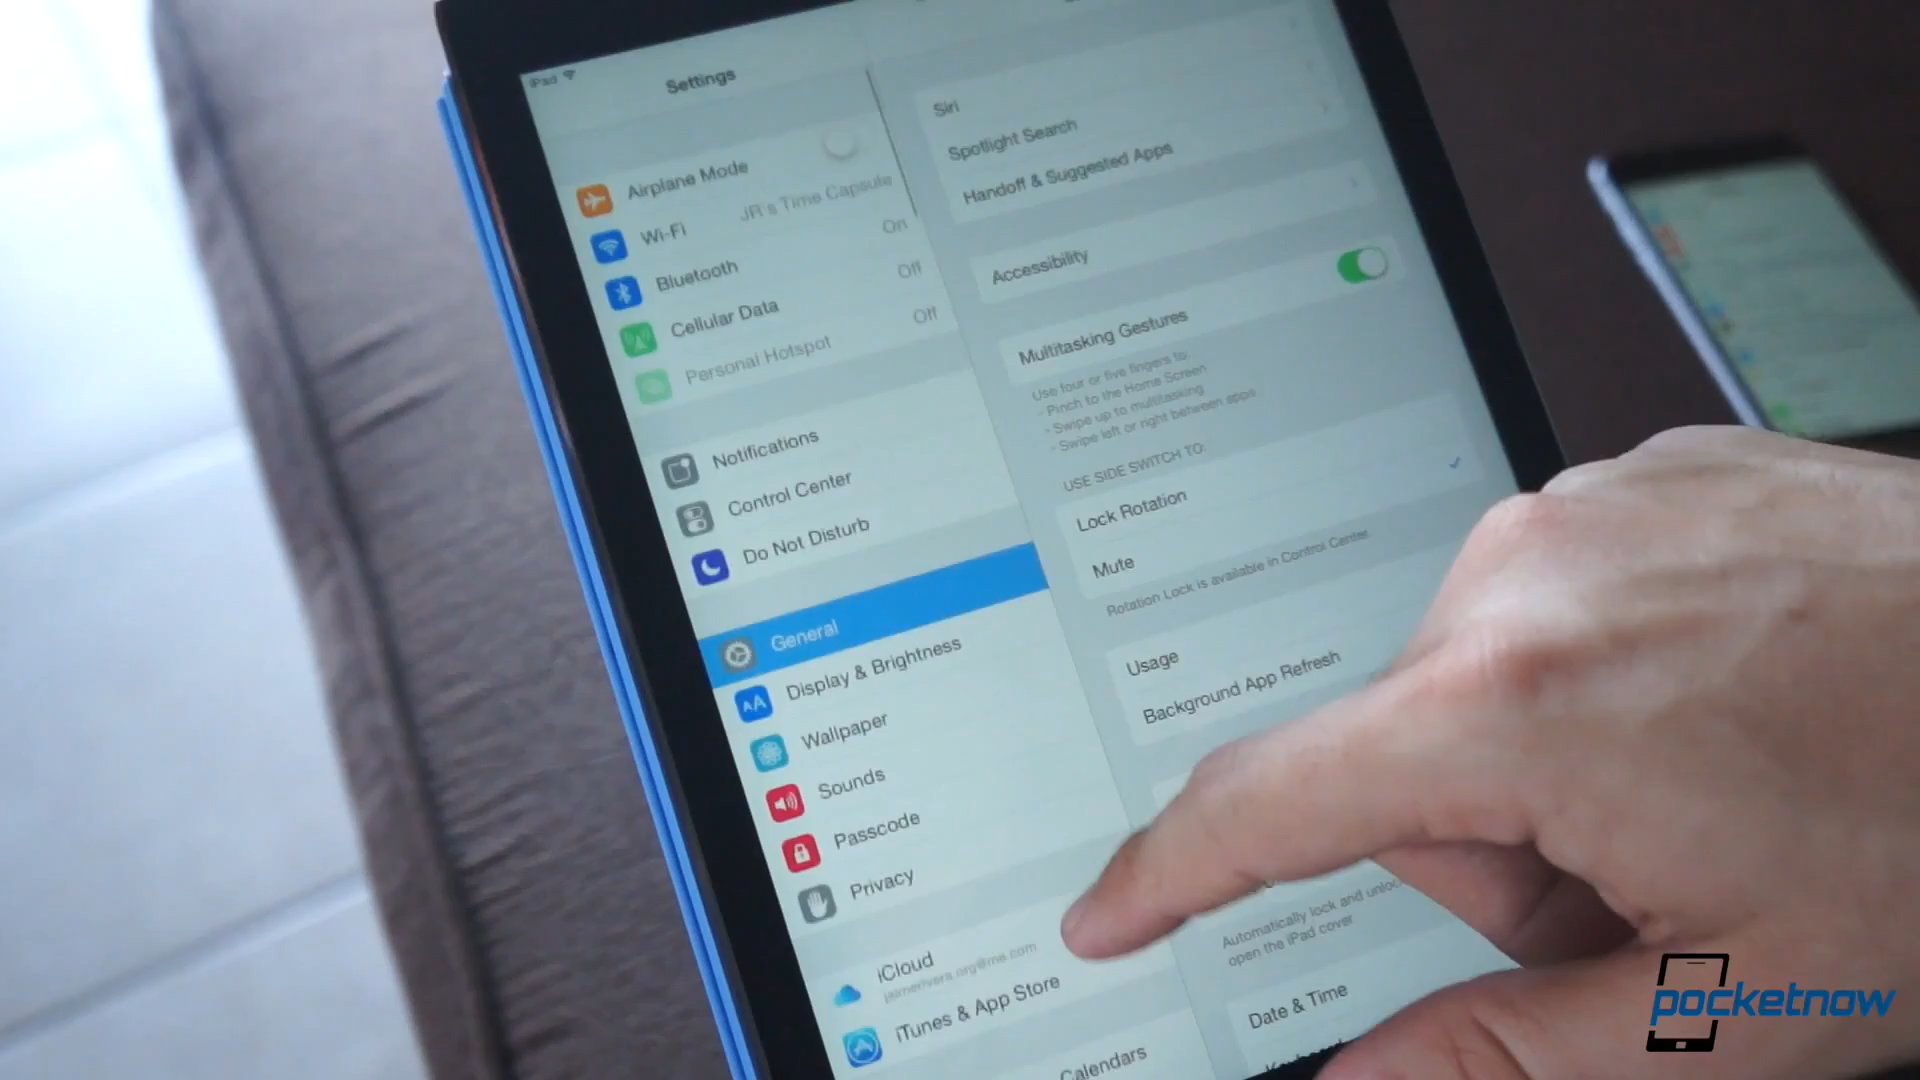 iPad
Settings
Airplane Mode
Wi-Fi
JR's Time Capsule
Bluetooth
On
Cellular Data
Off
Personal Hotspot
Off
Notifications
Control Center
Do Not Disturb
General
Display & Brightness
Wallpaper
Sounds
Passcode
Privacy
iCloud
jaimerivera.org@me.com
iTunes & App Store
Calendars
Siri
Spotlight Search
Handoff & Suggested Apps
Accessibility
Multitasking Gestures
Use four or five fingers to:
- Pinch to the Home Screen
- Swipe up to multitasking
- Swipe left or right between apps
USE SIDE SWITCH TO:
Lock Rotation
Mute
Rotation Lock is available in Control Center.
Usage
Background App Refresh
Automatically lock and
open the iPad cover
Date & Time
pocketnow